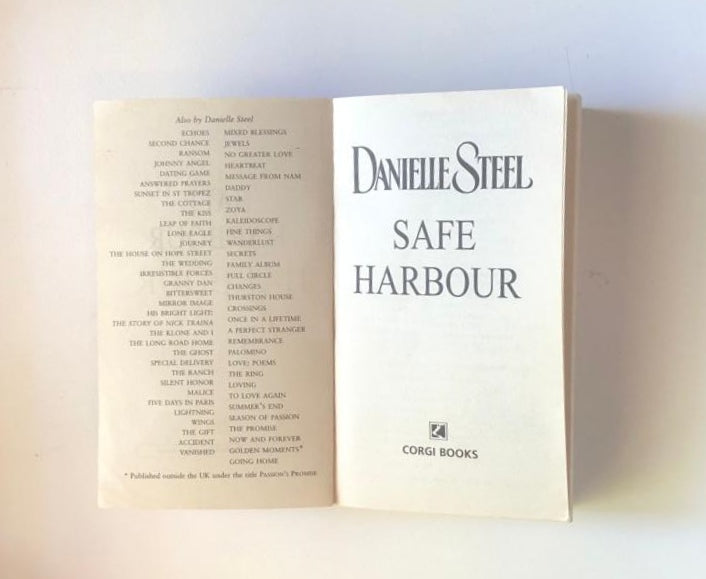 Also by Danielle Steel
ECHOES
SECOND CHANCE
RANSOM
JOHNNY ANGEL
DATING GAME
ANSWERED PRAYERS
SUNSET IN ST TROPEZ
THE COTTAGE
THE KISS
LEAP OF FAITH
LONE EAGLE
JOURNEY
THE HOUSE ON HOPE STREET
THE WEDDING
IRRESISTIBLE FORCES
GRANNY DAN
BITTERSWEET
MIRROR IMAGE
HIS BRIGHT LIGHT:
THE STORY OF NICK TRAINA
THE KLONE AND I
THE LONG ROAD HOME
THE GHOST
SPECIAL DELIVERY
THE RANCH
SILENT HONOR
MALICE
FIVE DAYS IN PARIS
LIGHTNING
WINGS
THE GIFT
ACCIDENT
VANISHED
MIXED BLESSINGS
JEWELS
NO GREATER LOVE
HEARTBEAT
MESSAGE FROM NAM
DADDY
STAR
ZOYA
KALEIDOSCOPE
FINE THINGS
WANDERLUST
SECRETS
FAMILY ALBUM
FULL CIRCLE
CHANGES
THURSTON HOUSE
CROSSINGS
ONCE IN A LIFETIME
A PERFECT STRANGER
REMEMBRANCE
PALOMINO
LOVE: POEMS
THE RING
LOVING
TO LOVE AGAIN
SUMMER'S END
SEASON OF PASSION
THE PROMISE
NOW AND FOREVER
GOLDEN MOMENTS*
GOING HOME
* Published outside the UK under the title PASSION'S PROMISE
DANIELLE STEEL
SAFE
HARBOUR
CORGI BOOKS